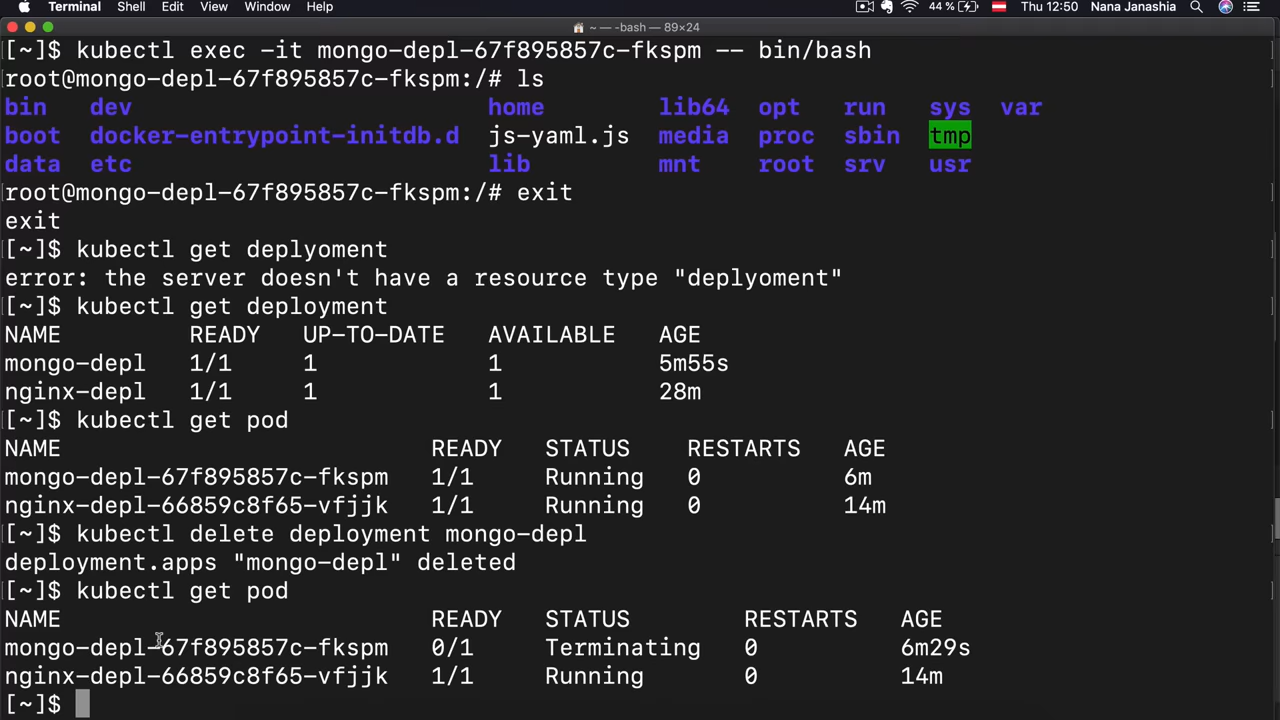 Terminal Shell Edit View Window Help 44 % Thu 12:50 Nana Janashia
~ — -bash — 89×24
[~]$ kubectl exec -it mongo-depl-67f895857c-fkspm -- bin/bash
root@mongo-depl-67f895857c-fkspm:/# ls
bin dev home lib64 opt run sys var
boot docker-entrypoint-initdb.d js-yaml.js media proc sbin tmp
data etc lib mnt root srv usr
root@mongo-depl-67f895857c-fkspm:/# exit
exit
[~]$ kubectl get deplyoment
error: the server doesn't have a resource type "deplyoment"
[~]$ kubectl get deployment
NAME READY UP-TO-DATE AVAILABLE AGE
mongo-depl 1/1 1 1 5m55s
nginx-depl 1/1 1 1 28m
[~]$ kubectl get pod
NAME READY STATUS RESTARTS AGE
mongo-depl-67f895857c-fkspm 1/1 Running 0 6m
nginx-depl-66859c8f65-vfjjk 1/1 Running 0 14m
[~]$ kubectl delete deployment mongo-depl
deployment.apps "mongo-depl" deleted
[~]$ kubectl get pod
NAME READY STATUS RESTARTS AGE
mongo-depl-67f895857c-fkspm 0/1 Terminating 0 6m29s
nginx-depl-66859c8f65-vfjjk 1/1 Running 0 14m
[~]$